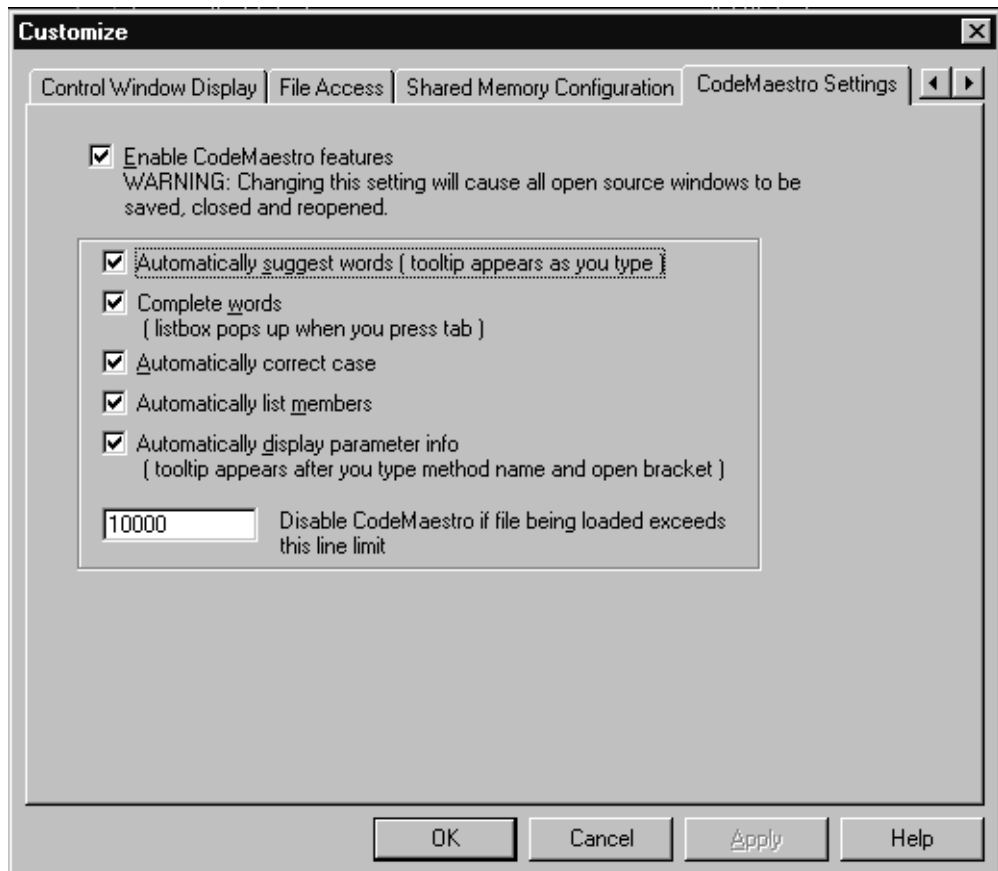 Customize
Control Window Display
File Access
Shared Memory Configuration
CodeMaestro Settings
Enable CodeMaestro features
WARNING: Changing this setting will cause all open source windows to be
saved, closed and reopened.
Automatically suggest words ( tooltip appears as you type )
Complete words
( listbox pops up when you press tab )
Automatically correct case
Automatically list members
Automatically display parameter info
( tooltip appears after you type method name and open bracket )
10000
Disable CodeMaestro if file being loaded exceeds
this line limit
OK
Cancel
Apply
Help